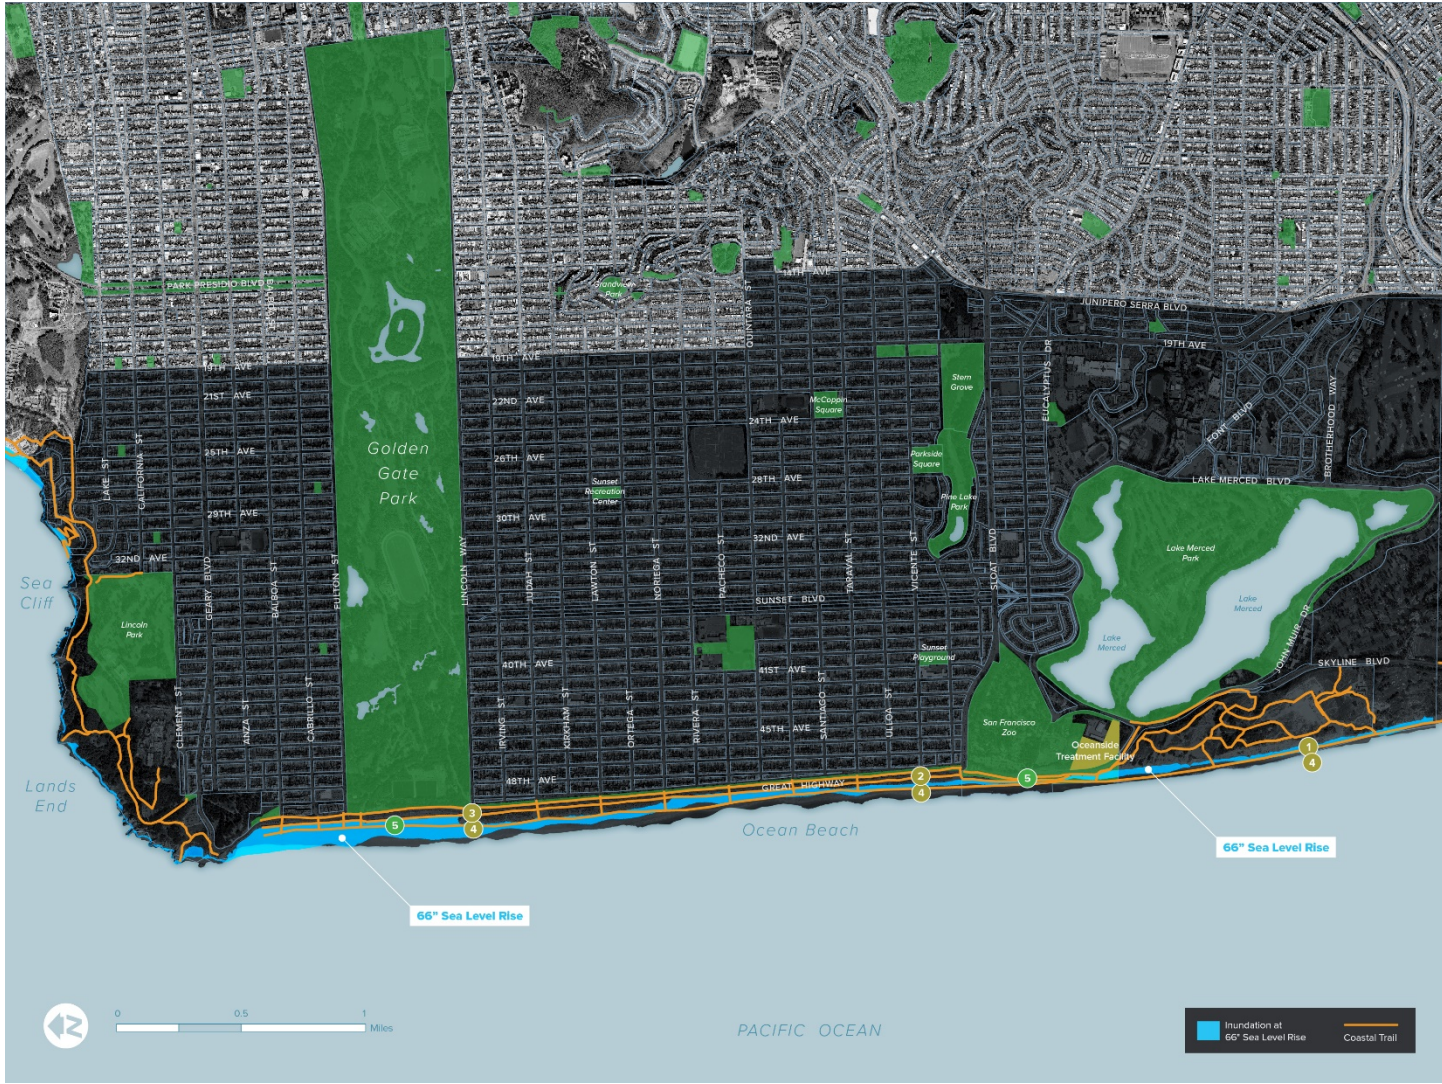 PARK PRESIDIO BLVD
Grandview
Park
QUINTARA ST
JUNIPERO SERRA BLVD
19TH AVE
19TH AVE
19TH AVE
EUCALYPTUS DR
21ST AVE
22ND AVE
Stern
Grove
McCoppin
Square
24TH AVE
FONT BLVD
BROTHERHOOD WAY
Golden
Gate
Park
25TH AVE
26TH AVE
LAKE ST
CALIFORNIA ST
Parkside
Square
28TH AVE
LAKE MERCED BLVD
Sunset
Recreation
Center
Pine Lake
Park
29TH AVE
30TH AVE
32ND AVE
32ND AVE
Lake Merced
Park
Sea
Cliff
GEARY BLVD
BALBOA ST
FULTON ST
LINCOLN WAY
JUDAH ST
LAWTON ST
NORIEGA ST
PACHECO ST
TARAVAL ST
VICENTE ST
SLOAT BLVD
SUNSET BLVD
Lake
Merced
Lincoln
Park
Lake
Merced
JOHN MUIR DR
Sunset
Playground
40TH AVE
41ST AVE
SKYLINE BLVD
CLEMENT ST
ANZA ST
CABRILLO ST
IRVING ST
KIRKHAM ST
ORTEGA ST
RIVERA ST
SANTIAGO ST
ULLOA ST
45TH AVE
San Francisco
Zoo
Oceanside
Treatment Facility
1
4
Lands
End
48TH AVE
GREAT HIGHWAY
2
4
5
3
4
5
Ocean Beach
66" Sea Level Rise
66" Sea Level Rise
N
0
0.5
1
Miles
PACIFIC OCEAN
Inundation at
66" Sea Level Rise
Coastal Trail